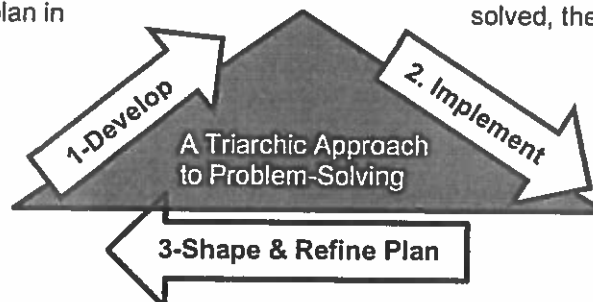 plan in
solved, the
1-Develop
2. Implement
A Triarchic Approach
to Problem-Solving
3-Shape & Refine Plan